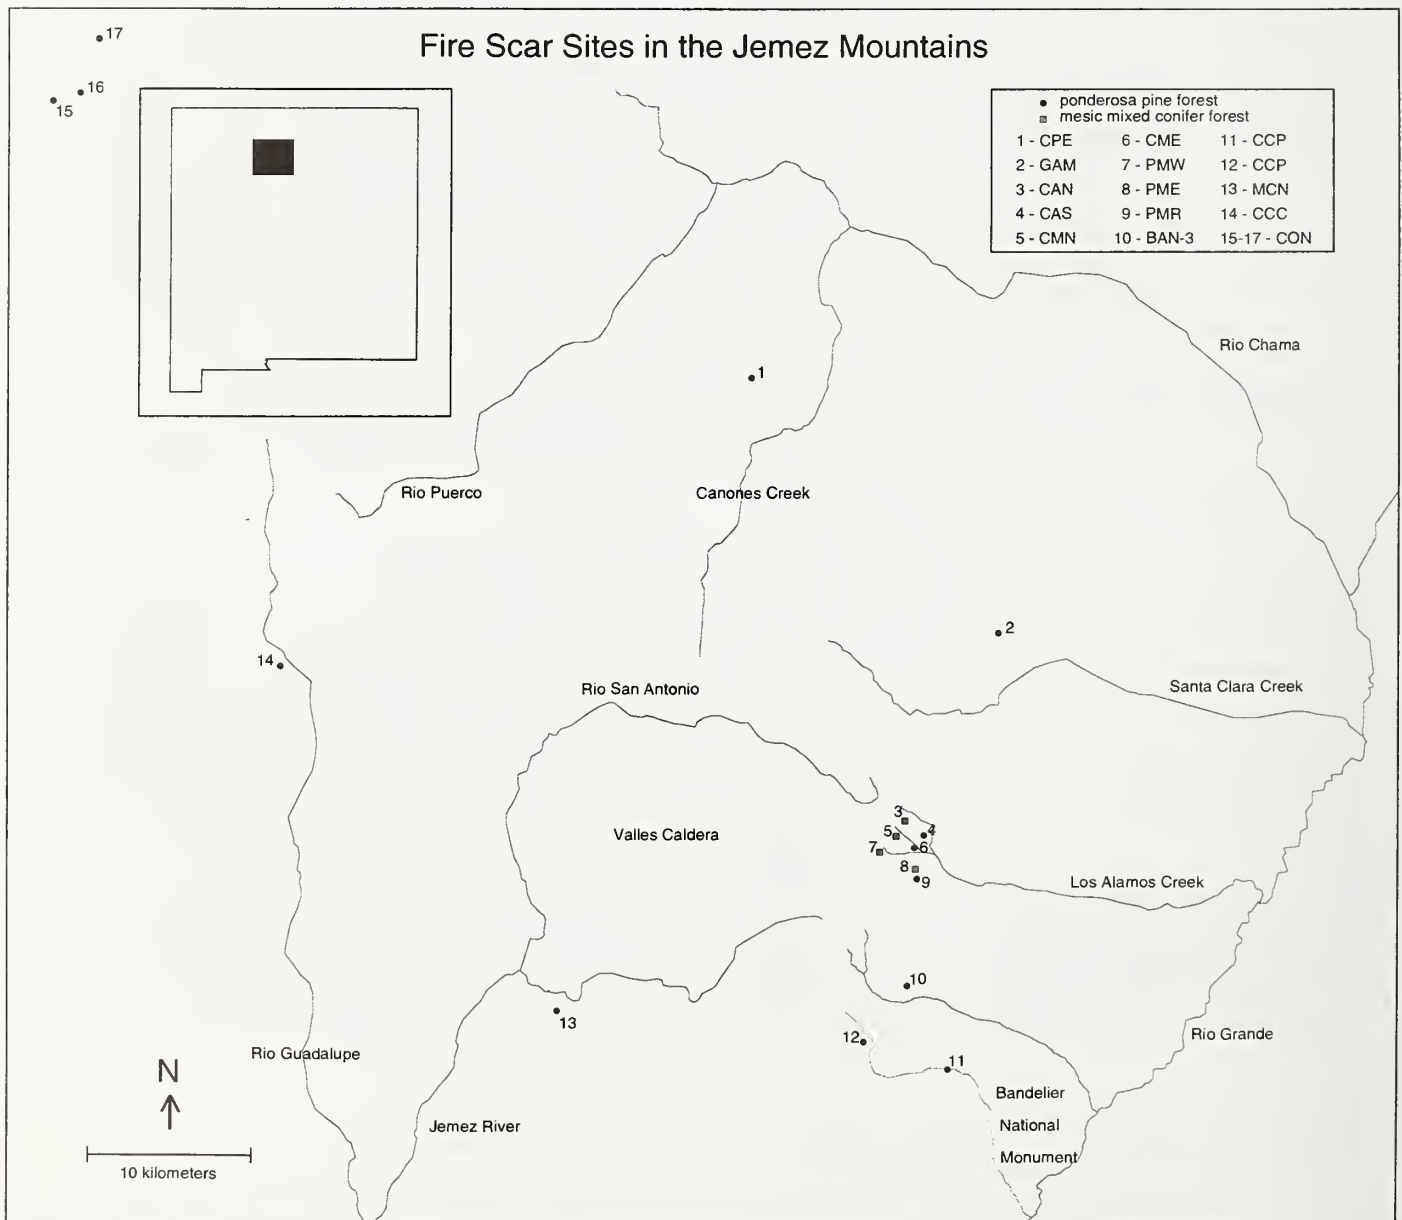 Fire Scar Sites in the Jemez Mountains
17
16
15
ponderosa pine forest
mesic mixed conifer forest
1 - CPE 6 - CME 11 - CCP
2 - GAM 7 - PMW 12 - CCP
3 - CAN 8 - PME 13 - MCN
4 - CAS 9 - PMR 14 - CCC
5 - CMN 10 - BAN-3 15-17 - CON
Rio Chama
1
Rio Puerco
Canones Creek
2
14
Rio San Antonio
Santa Clara Creek
3
4
5
Valles Caldera
6
7
8
9
Los Alamos Creek
10
13
12
Rio Grande
Rio Guadalupe
11
N
Bandelier
National
Monument
Jemez River
10 kilometers